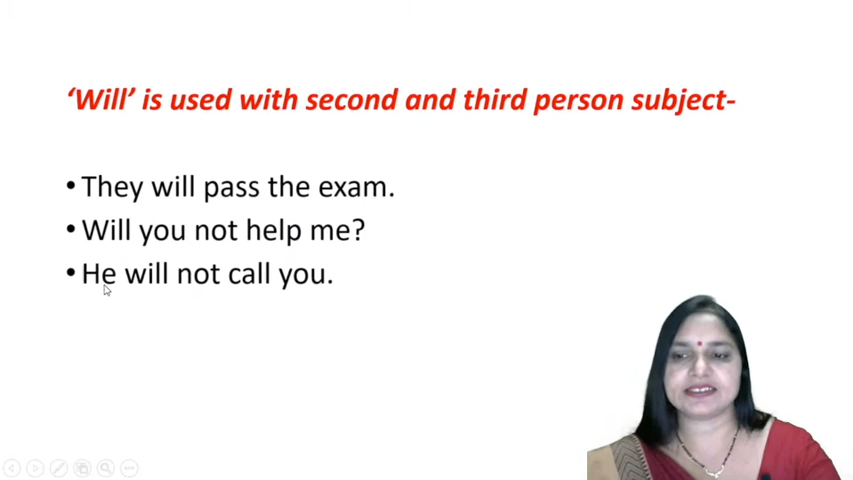 ‘Will’ is used with second and third person subject-
• They will pass the exam.
• Will you not help me?
• He will not call you.